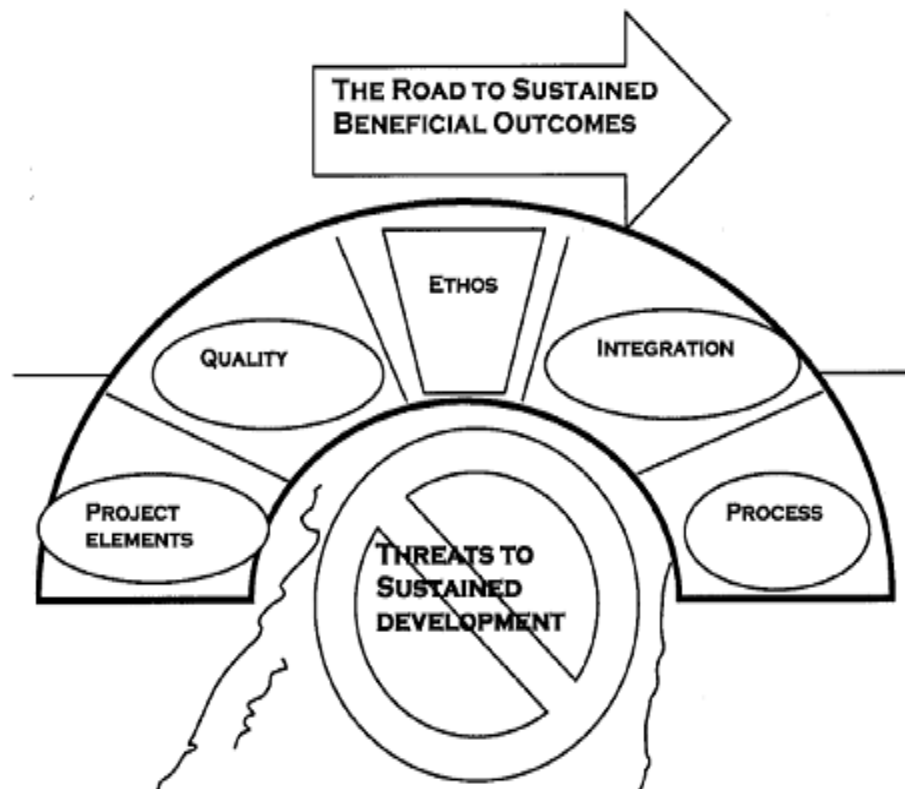 THE ROAD TO SUSTAINED
BENEFICIAL OUTCOMES
ETHOS
QUALITY
INTEGRATION
PROJECT
ELEMENTS
PROCESS
THREATS TO
SUSTAINED
DEVELOPMENT